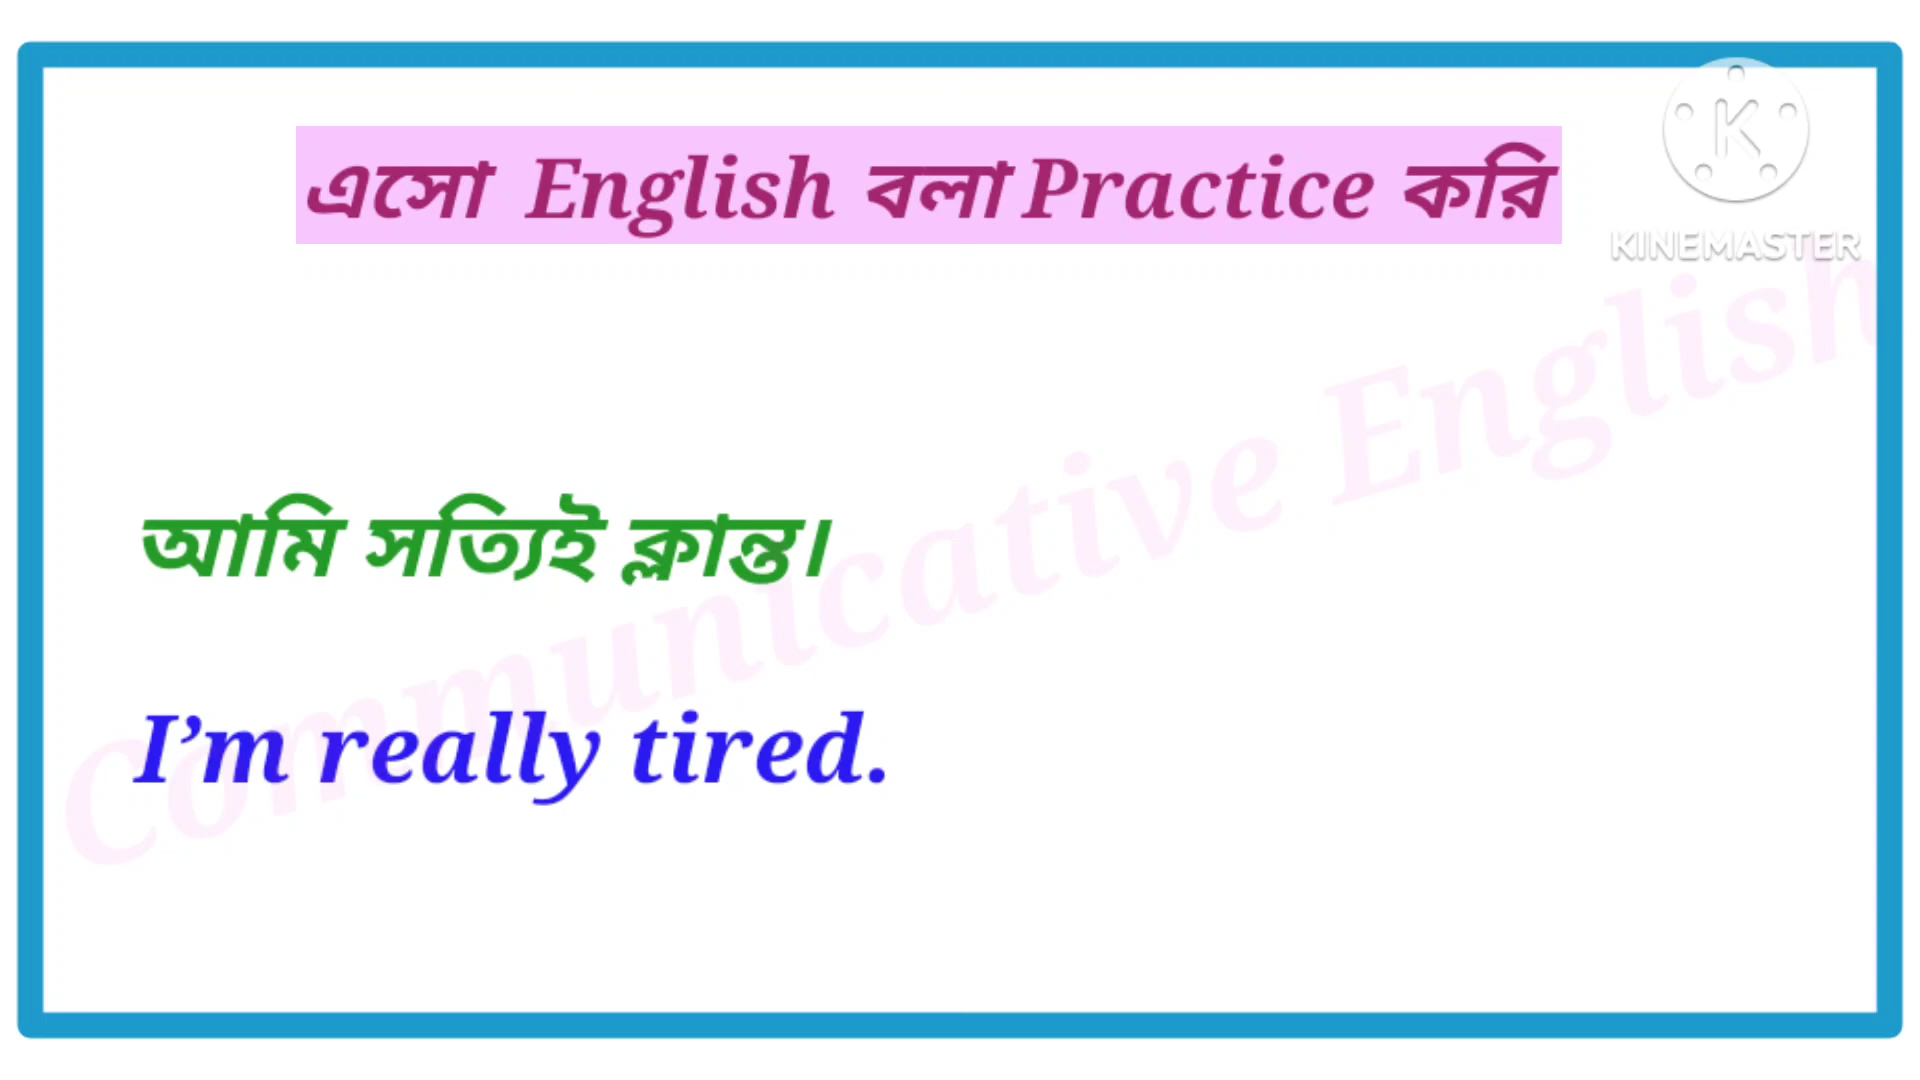 এসো English বলা Practice করি
K
KINEMASTER
আমি সত্যিই ক্লান্ত।
I’m really tired.
Communicative English